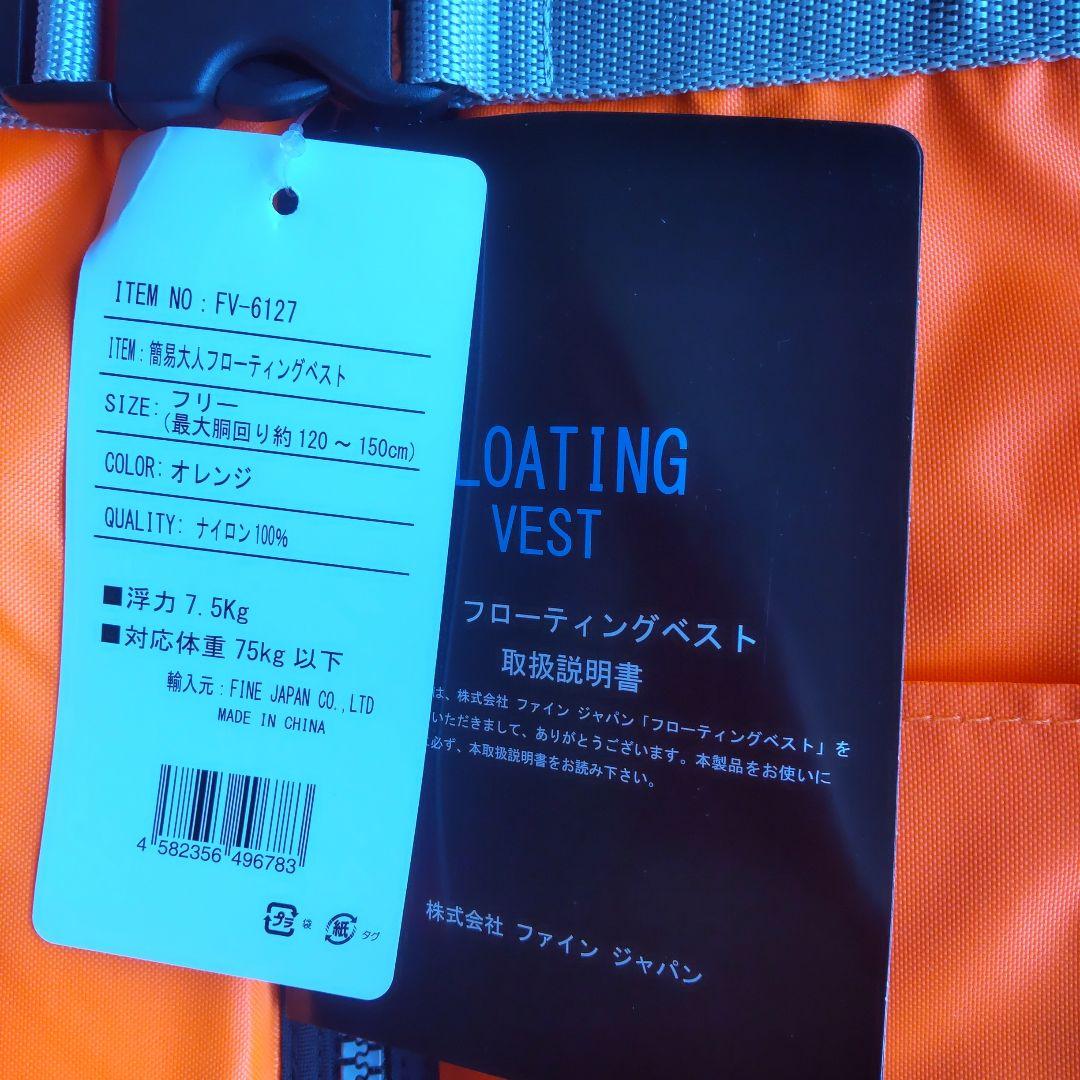 ITEM NO : FV-6127
ITEM : 簡易大人フローティングベスト
SIZE: フリー
(最大胴回り約 120 ~ 150cm)
COLOR: オレンジ
QUALITY: ナイロン100%
■浮力 7.5Kg
■対応体重 75kg 以下
輸入元 : FINE JAPAN CO.,LTD
MADE IN CHINA
4 582356 496783
プラ 袋 紙 タグ
LOATING
VEST
フローティングベスト
取扱説明書
は、株式会社 ファイン ジャパン「フローティングベスト」を
いただきまして、ありがとうございます。本製品をお使いに
必ず、本取扱説明書をお読み下さい。
株式会社 ファイン ジャパン